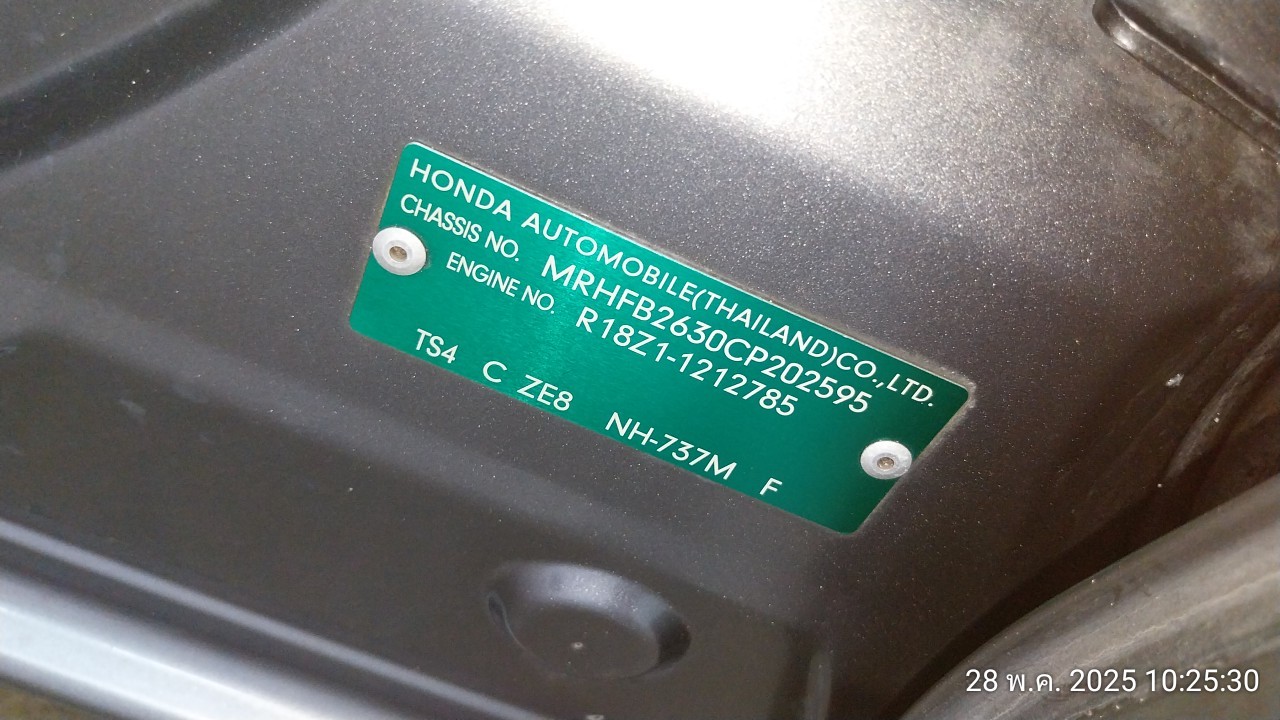 HONDA AUTOMOBILE(THAILAND)CO.,LTD.
CHASSIS NO. MRHFB2630CP202595
ENGINE NO. R18Z1-1212785
TS4 C ZE8 NH-737M F
28 พ.ค. 2025 10:25:30